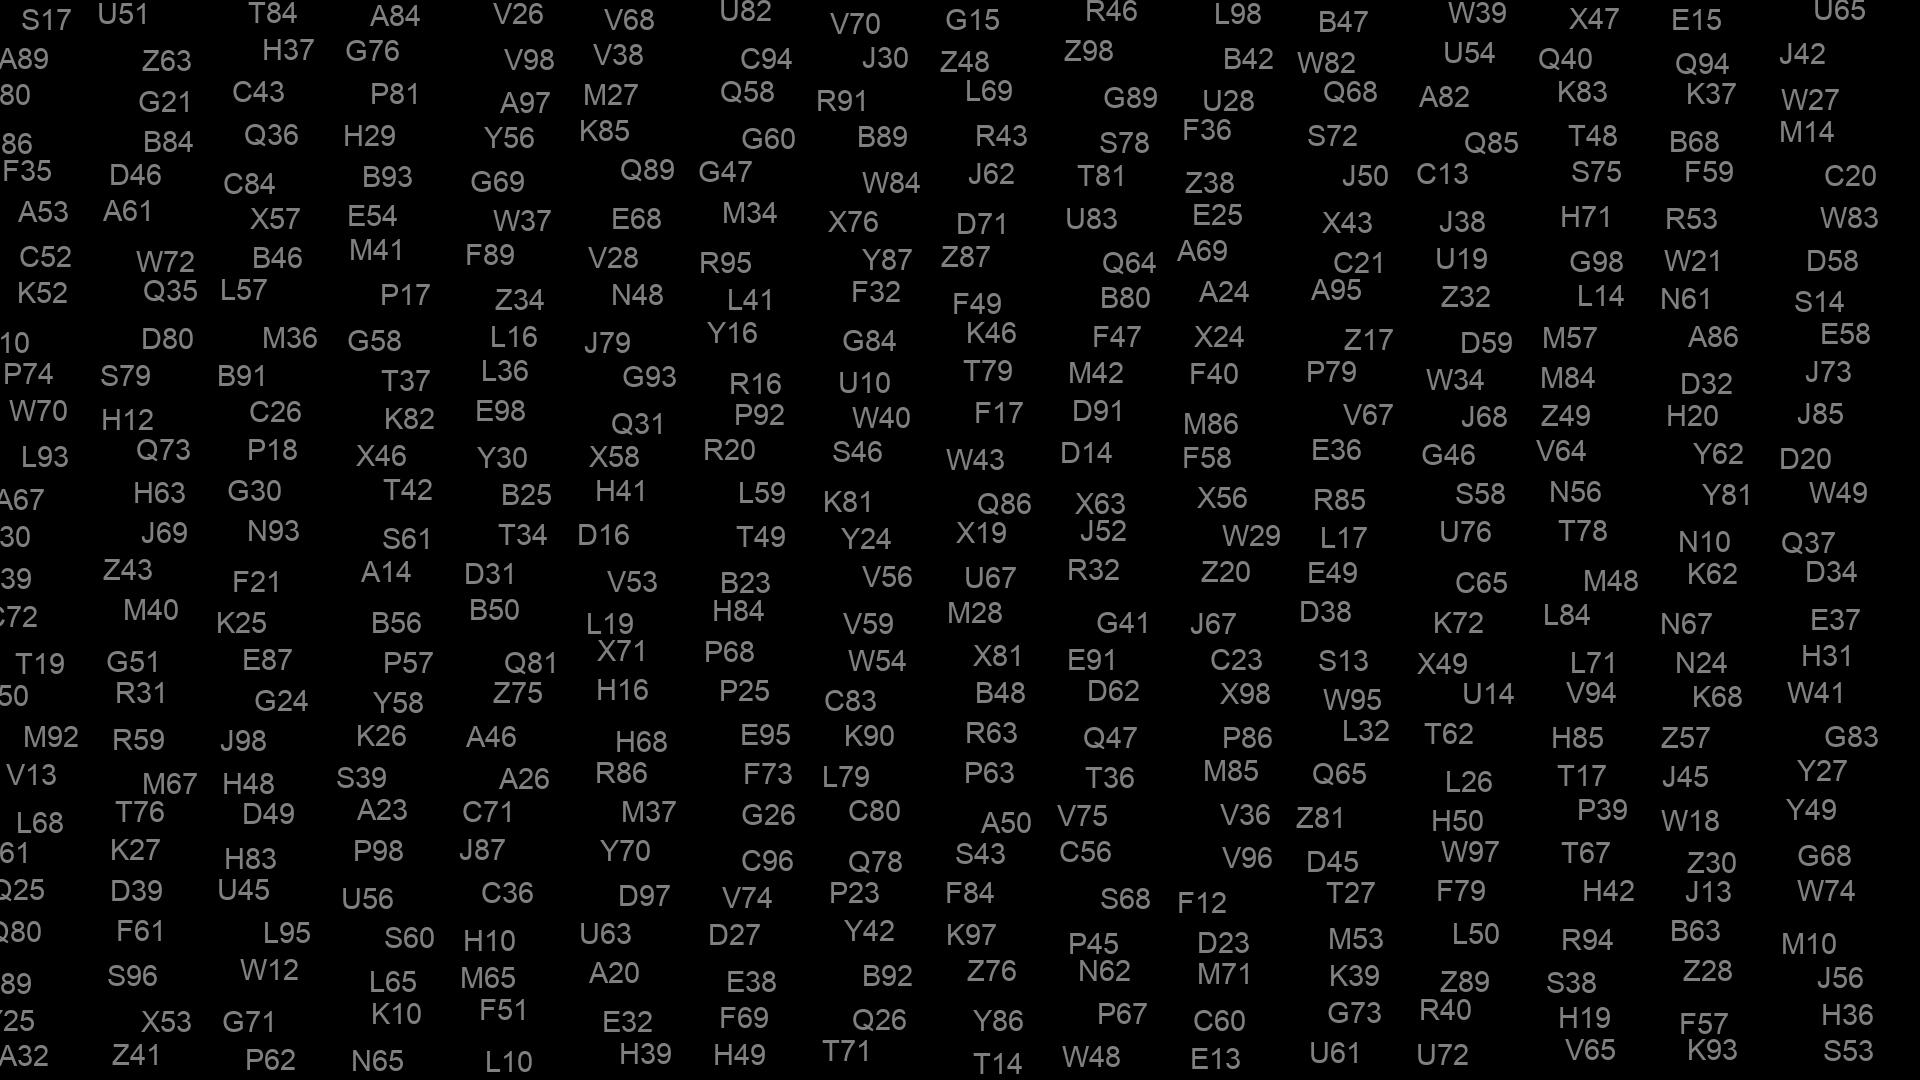 S17 U51 T84 A84 V26 V68 U82 V70 G15 R46 L98 B47 W39 X47 E15 U65
A89 Z63 H37 G76 V98 V38 C94 J30 Z48 Z98 B42 W82 U54 Q40 Q94 J42
80 G21 C43 P81 A97 M27 Q58 R91 L69 G89 U28 Q68 A82 K83 K37 W27
86 B84 Q36 H29 Y56 K85 G60 B89 R43 S78 F36 S72 Q85 T48 B68 M14
F35 D46 C84 B93 G69 Q89 G47 W84 J62 T81 Z38 J50 C13 S75 F59 C20
A53 A61 X57 E54 W37 E68 M34 X76 D71 U83 E25 X43 J38 H71 R53 W83
C52 W72 B46 M41 F89 V28 R95 Y87 Z87 Q64 A69 C21 U19 G98 W21 D58
K52 Q35 L57 P17 Z34 N48 L41 F32 F49 B80 A24 A95 Z32 L14 N61 S14
10 D80 M36 G58 L16 J79 Y16 G84 K46 F47 X24 Z17 D59 M57 A86 E58
P74 S79 B91 T37 L36 G93 R16 U10 T79 M42 F40 P79 W34 M84 D32 J73
W70 H12 C26 K82 E98 Q31 P92 W40 F17 D91 M86 V67 J68 Z49 H20 J85
L93 Q73 P18 X46 Y30 X58 R20 S46 W43 D14 F58 E36 G46 V64 Y62 D20
A67 H63 G30 T42 B25 H41 L59 K81 Q86 X63 X56 R85 S58 N56 Y81 W49
30 J69 N93 S61 T34 D16 T49 Y24 X19 J52 W29 L17 U76 T78 N10 Q37
39 Z43 F21 A14 D31 V53 B23 V56 U67 R32 Z20 E49 C65 M48 K62 D34
C72 M40 K25 B56 B50 L19 H84 V59 M28 G41 J67 D38 K72 L84 N67 E37
T19 G51 E87 P57 Q81 X71 P68 W54 X81 E91 C23 S13 X49 L71 N24 H31
50 R31 G24 Y58 Z75 H16 P25 C83 B48 D62 X98 W95 U14 V94 K68 W41
M92 R59 J98 K26 A46 H68 E95 K90 R63 Q47 P86 L32 T62 H85 Z57 G83
V13 M67 H48 S39 A26 R86 F73 L79 P63 T36 M85 Q65 L26 T17 J45 Y27
L68 T76 D49 A23 C71 M37 G26 C80 A50 V75 V36 Z81 H50 P39 W18 Y49
61 K27 H83 P98 J87 Y70 C96 Q78 S43 C56 V96 D45 W97 T67 Z30 G68
Q25 D39 U45 U56 C36 D97 V74 P23 F84 S68 F12 T27 F79 H42 J13 W74
Q80 F61 L95 S60 H10 U63 D27 Y42 K97 P45 D23 M53 L50 R94 B63 M10
89 S96 W12 L65 M65 A20 E38 B92 Z76 N62 M71 K39 Z89 S38 Z28 J56
25 X53 G71 K10 F51 E32 F69 Q26 Y86 P67 C60 G73 R40 H19 F57 H36
A32 Z41 P62 N65 L10 H39 H49 T71 T14 W48 E13 U61 U72 V65 K93 S53